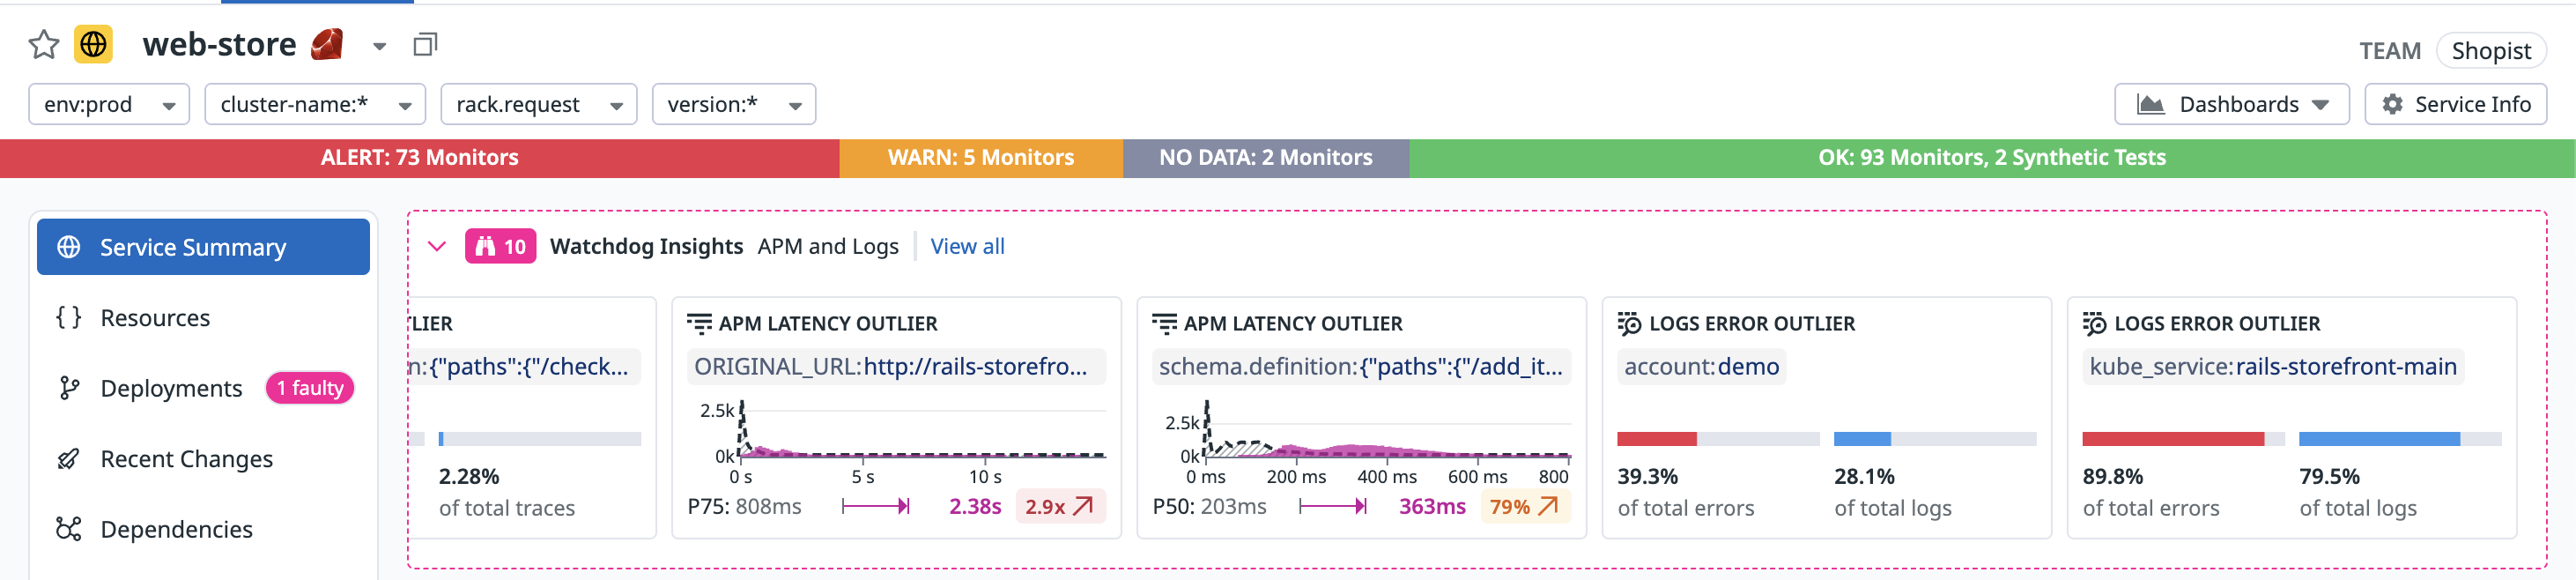 web-store
TEAM Shopist
env:prod cluster-name:* rack.request version:* Dashboards Service Info
ALERT: 73 Monitors WARN: 5 Monitors NO DATA: 2 Monitors OK: 93 Monitors, 2 Synthetic Tests
Service Summary
Resources
Deployments 1 faulty
Recent Changes
Dependencies
10 Watchdog Insights APM and Logs View all
LIER
n:{"paths":{"/check...
2.28%
of total traces
APM LATENCY OUTLIER
ORIGINAL_URL:http://rails-storefro...
2.5k
0k
0 s 5 s 10 s
P75: 808ms 2.38s 2.9x
APM LATENCY OUTLIER
schema.definition:{"paths":{"/add_it...
2.5k
0k
0 ms 200 ms 400 ms 600 ms 800
P50: 203ms 363ms 79%
LOGS ERROR OUTLIER
account:demo
39.3% 28.1%
of total errors of total logs
LOGS ERROR OUTLIER
kube_service:rails-storefront-main
89.8% 79.5%
of total errors of total logs